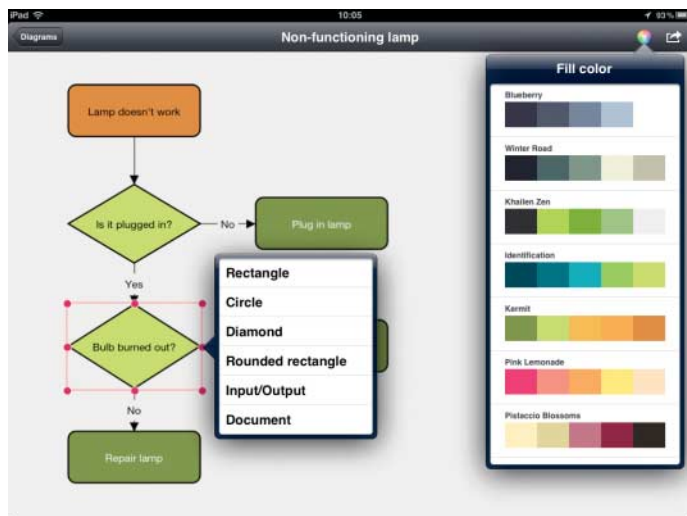 iPad
10:05
93%
Diagrams
Non-functioning lamp
Fill color
Lamp doesn't work
Is it plugged in?
No
Plug in lamp
Yes
Bulb burned out?
No
Repair lamp
Rectangle
Circle
Diamond
Rounded rectangle
Input/Output
Document
Blueberry
Winter Road
Khailen Zen
Identification
Kermit
Pink Lemonade
Pistaccio Blossoms